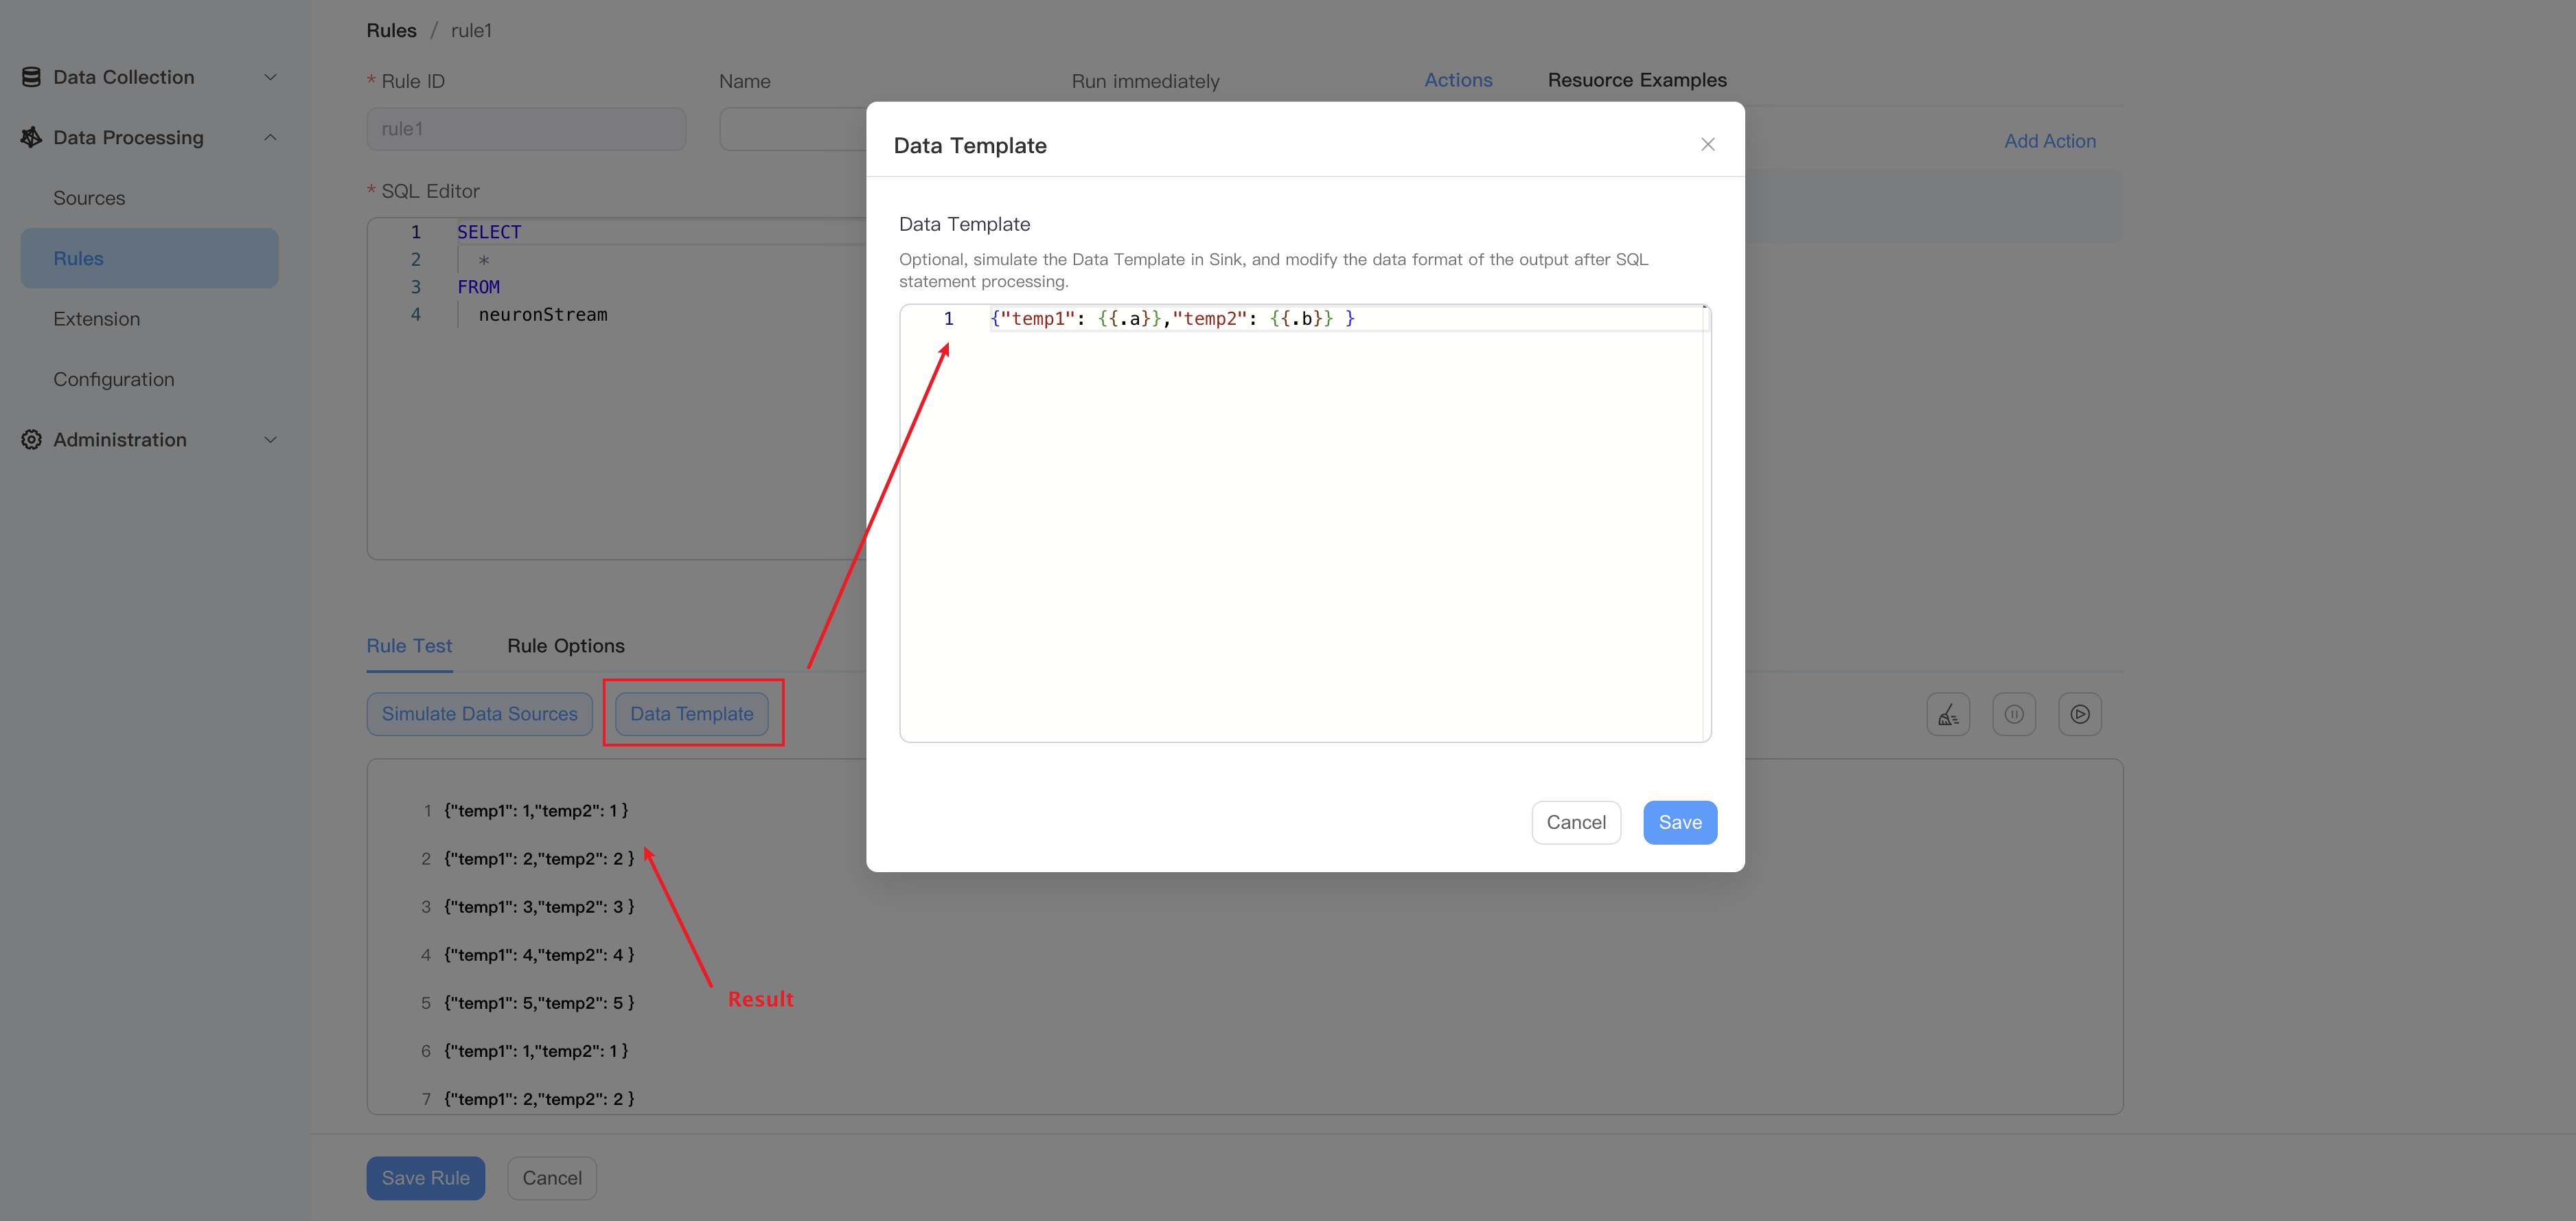 Data Collection
Data Processing
Sources
Rules
Extension
Configuration
Administration
Rules / rule1
* Rule ID
Name
Run immediately
rule1
* SQL Editor
1 SELECT
2 *
3 FROM
4 neuronStream
Actions
Resuorce Examples
Add Action
Data Template
Data Template
Optional, simulate the Data Template in Sink, and modify the data format of the output after SQL
statement processing.
1 {"temp1": {{.a}},"temp2": {{.b}} }
Cancel
Save
Rule Test
Rule Options
Simulate Data Sources
Data Template
1 {"temp1": 1,"temp2": 1 }
2 {"temp1": 2,"temp2": 2 }
3 {"temp1": 3,"temp2": 3 }
4 {"temp1": 4,"temp2": 4 }
5 {"temp1": 5,"temp2": 5 }
6 {"temp1": 1,"temp2": 1 }
7 {"temp1": 2,"temp2": 2 }
Result
Save Rule
Cancel